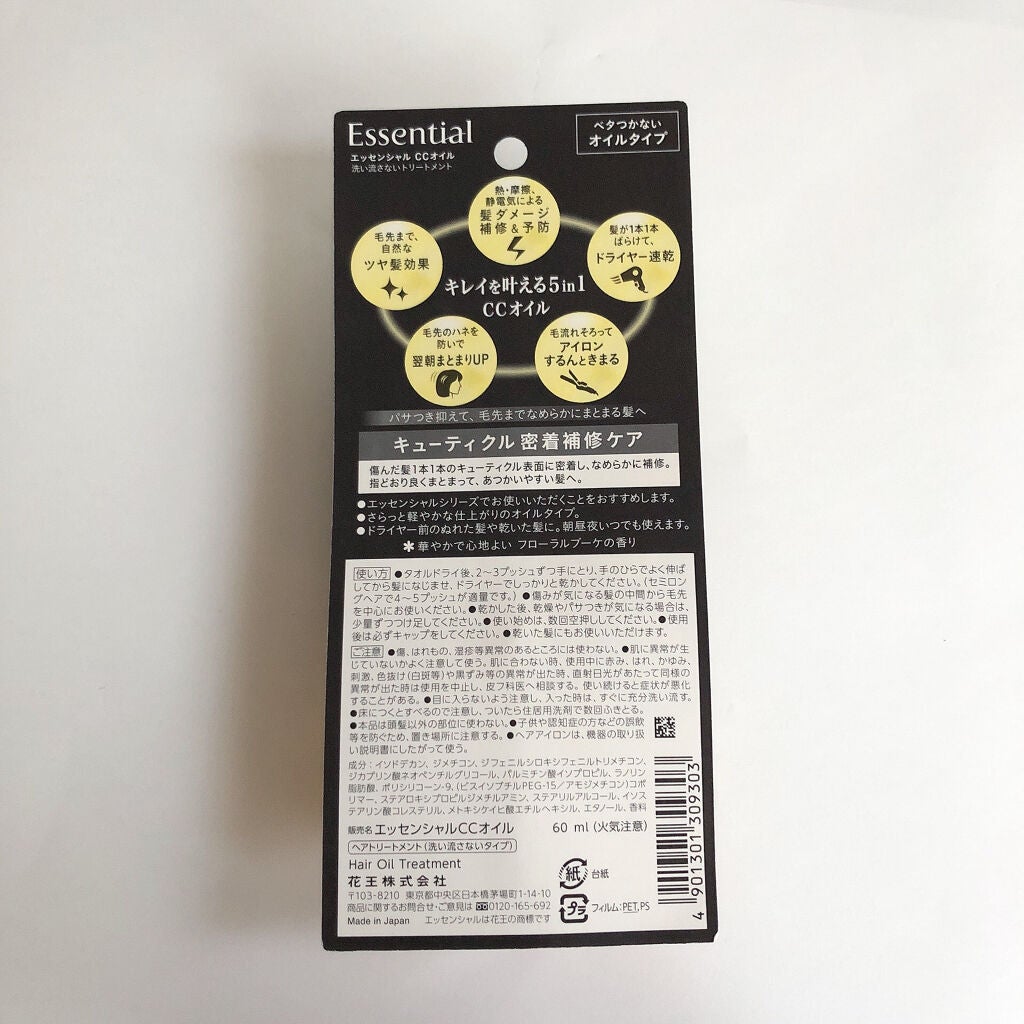 Essential
エッセンシャル CCオイル
洗い流さないトリートメント
ベタつかない
オイルタイプ
熱・摩擦、
静電気による
髪ダメージ
補修&予防
毛先まで、
自然な
ツヤ髪効果
髪が1本1本
ばらけて、
ドライヤー速乾
キレイを叶える5in1
CCオイル
毛先のハネを
防いで
翌朝まとまりUP
毛流れそろって
アイロン
するんときまる
パサつき抑えて、毛先までなめらかにまとまる髪へ
キューティクル 密着補修ケア
傷んだ髪1本1本のキューティクル表面に密着し、なめらかに補修。
指どおり良くまとまって、あつかいやすい髪へ。
●エッセンシャルシリーズでお使いいただくことをおすすめします。
●さらっと軽やかな仕上がりのオイルタイプ。
●ドライヤー前のぬれた髪や乾いた髪に。朝昼夜いつでも使えます。
✻華やかで心地よい フローラルブーケの香り
使い方 ●タオルドライ後、2〜3プッシュずつ手にとり、手のひらでよく伸ば
してから髪になじませ、ドライヤーでしっかりと乾かしてください。(セミロン
グヘアで4〜5プッシュが適量です。) ●傷みが気になる髪の中間から毛先
を中心にお使いください。●乾かした後、乾燥やパサつきが気になる場合は、
少量ずつつけ足してください。●使い始めは、数回空押ししてください。●使用
後は必ずキャップをしてください。●乾いた髪にもお使いいただけます。
ご注意 ●傷、はれもの、湿疹等異常のあるところには使わない。●肌に異常が生
じていないかよく注意して使う。肌に合わない時、使用中に赤み、はれ、かゆみ、
刺激、色抜け(白斑等)や黒ずみ等の異常が出た時、直射日光があたって同様の
異常が出た時は使用を中止し、皮フ科医へ相談する。使い続けると症状が悪化
することがある。●目に入らないよう注意し、入った時は、すぐに充分洗い流す。
●床につくとすべるので注意し、ついたら住居用洗剤で数回ふきとる。
●本品は頭髪以外の部位に使わない。●子供や認知症の方などの誤飲
等を防ぐため、置き場所に注意する。●ヘアアイロンは、機器の取り扱
い説明書にしたがって使う。
成分：イソドデカン、ジメチコン、ジフェニルシロキシフェニルトリメチコン、
ジカプリン酸ネオペンチルグリコール、パルミチン酸イソプロピル、ラノリン
脂肪酸、ポリシリコーン-9、(ビスイソブチルPEG-15/アモジメチコン)コポ
リマー、ステアロキシプロピルジメチルアミン、ステアリルアルコール、イソス
テアリン酸コレステリル、メトキシケイヒ酸エチルヘキシル、エタノール、香料
販売名 エッセンシャルCCオイル 60 ml (火気注意)
ヘアトリートメント(洗い流さないタイプ)
Hair Oil Treatment
花王株式会社
〒103-8210 東京都中央区日本橋茅場町1-14-10
商品に関するお問合せ・ご意見は 0120-165-692
Made in Japan エッセンシャルは花王の商標です
紙 台紙
プラ フィルム:PET,PS
4 901301 309303